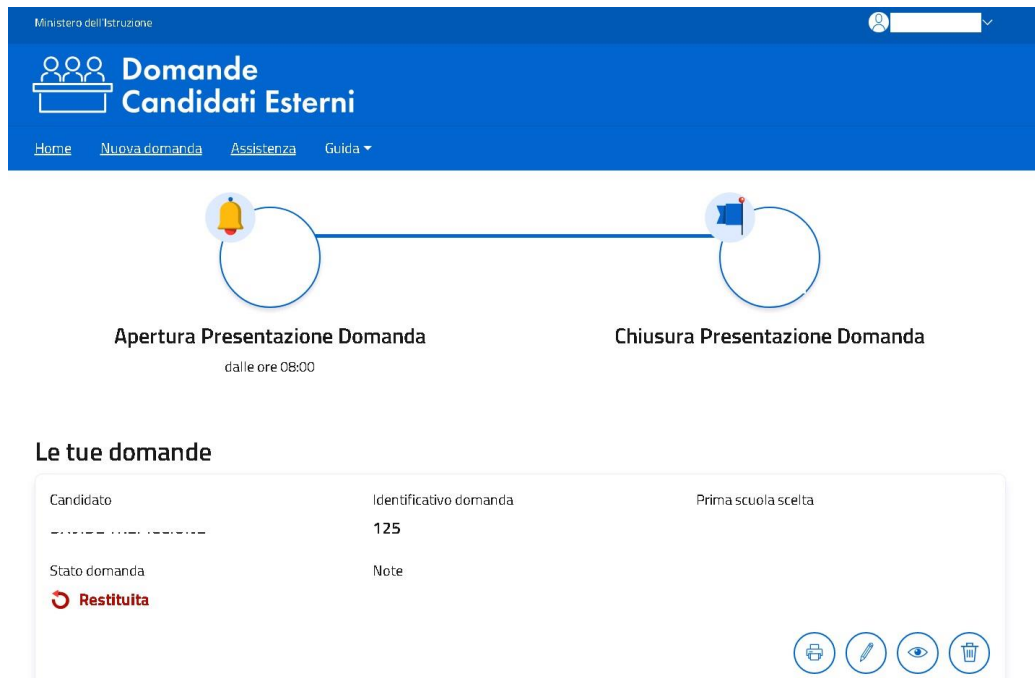 Ministero dell'Istruzione
Domande
Candidati Esterni
Home Nuova domanda Assistenza Guida
Apertura Presentazione Domanda
Chiusura Presentazione Domanda
dalle ore 08:00
Le tue domande
Candidato Identificativo domanda Prima scuola scelta
125
Stato domanda Note
Restituita